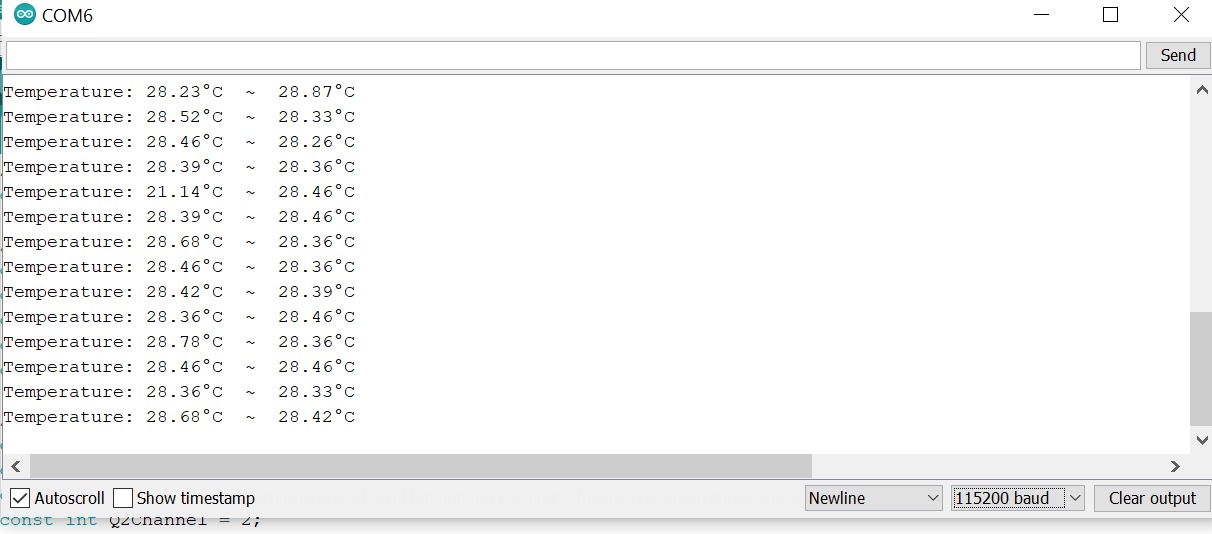 COM6
Send
Temperature: 28.23°C ~ 28.87°C
Temperature: 28.52°C ~ 28.33°C
Temperature: 28.46°C ~ 28.26°C
Temperature: 28.39°C ~ 28.36°C
Temperature: 21.14°C ~ 28.46°C
Temperature: 28.39°C ~ 28.46°C
Temperature: 28.68°C ~ 28.36°C
Temperature: 28.46°C ~ 28.36°C
Temperature: 28.42°C ~ 28.39°C
Temperature: 28.36°C ~ 28.46°C
Temperature: 28.78°C ~ 28.36°C
Temperature: 28.46°C ~ 28.46°C
Temperature: 28.36°C ~ 28.33°C
Temperature: 28.68°C ~ 28.42°C
Autoscroll Show timestamp Newline 115200 baud Clear output
const int Q2Channel = 2;